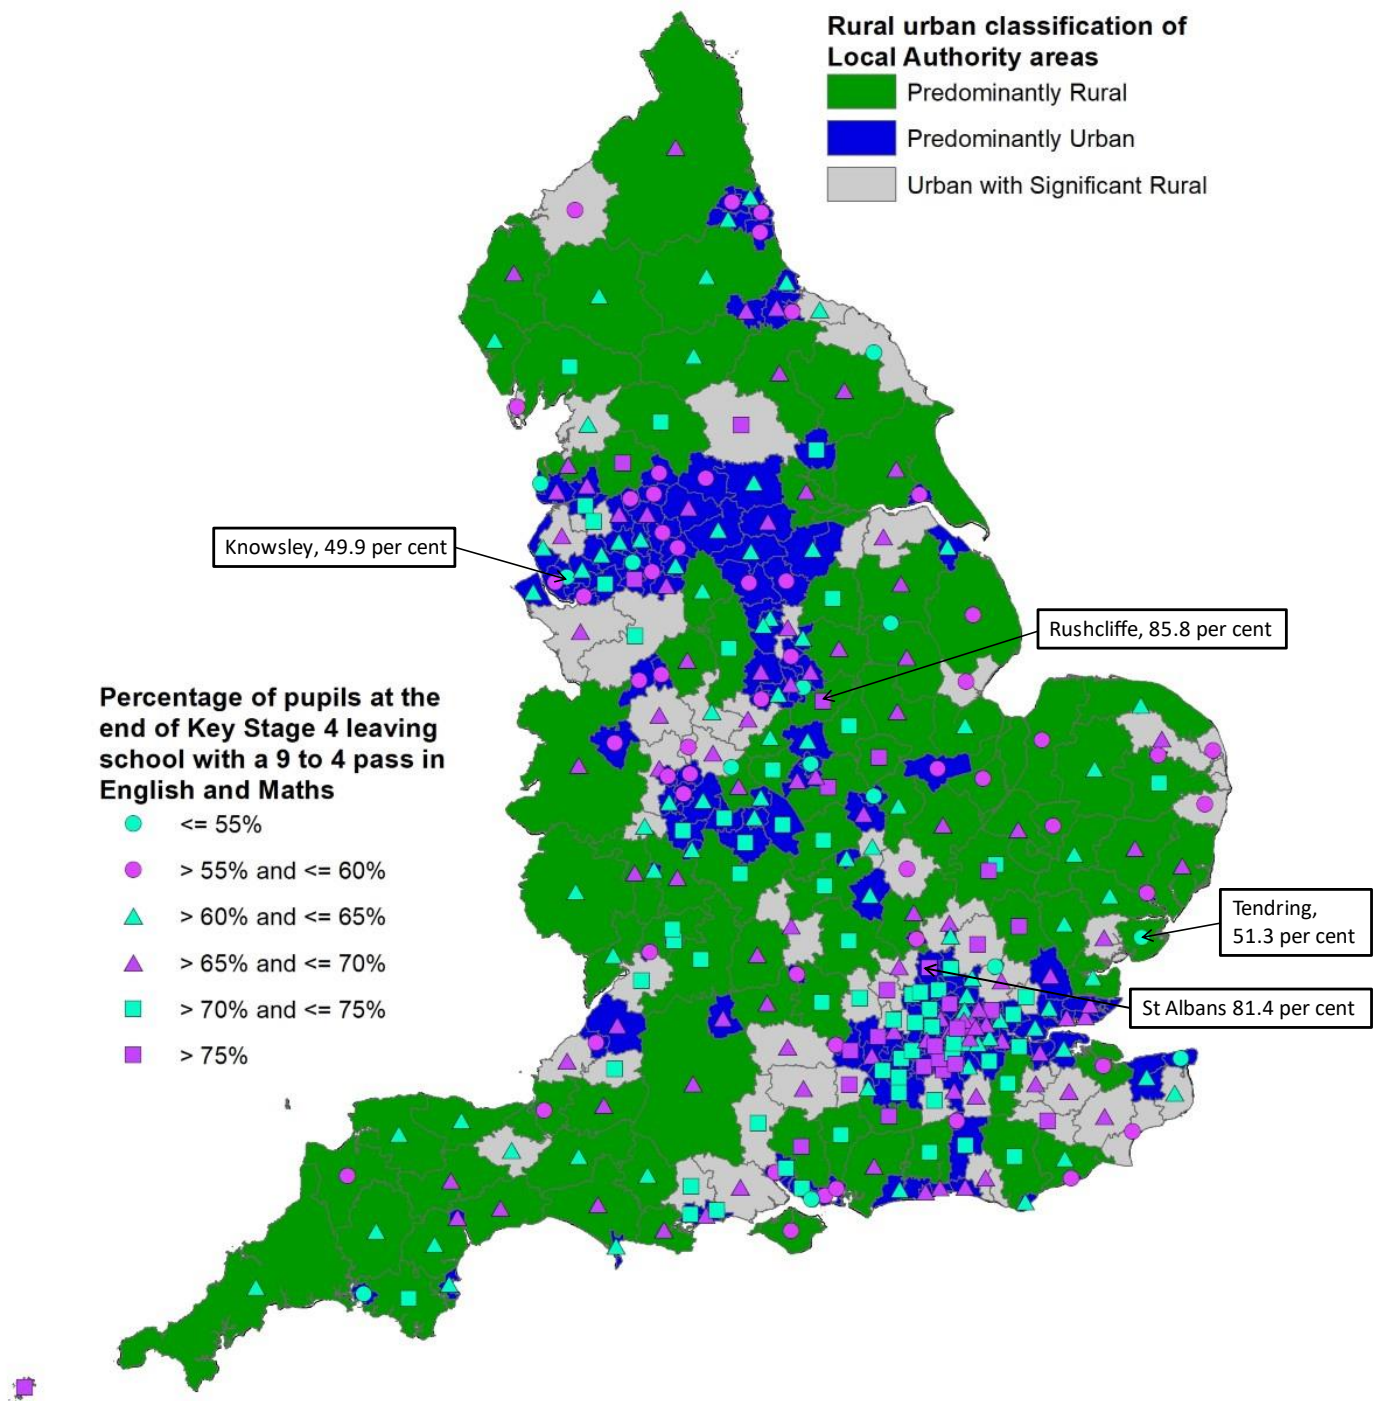 Rural urban classification of
Local Authority areas
Predominantly Rural
Predominantly Urban
Urban with Significant Rural
Knowsley, 49.9 per cent
Rushcliffe, 85.8 per cent
Percentage of pupils at the
end of Key Stage 4 leaving
school with a 9 to 4 pass in
English and Maths
<= 55%
> 55% and <= 60%
> 60% and <= 65%
> 65% and <= 70%
> 70% and <= 75%
> 75%
Tendring,
51.3 per cent
St Albans 81.4 per cent